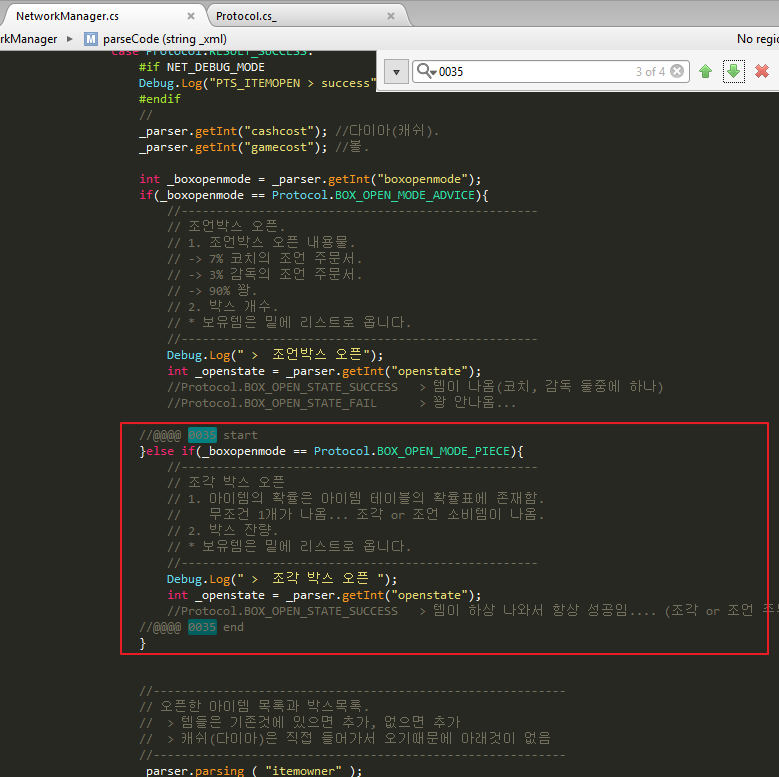 NetworkManager.cs
Protocol.cs_
rkManager ▸ M parseCode (string _xml)
No regio
case Protocol.RESULT_SUCCESS:
0035
3 of 4
#if NET_DEBUG_MODE
Debug.Log("PTS_ITEMOPEN > success"
#endif
//
_parser.getInt("cashcost"); //다이아(캐쉬).
_parser.getInt("gamecost"); //볼.
int _boxopenmode = _parser.getInt("boxopenmode");
if(_boxopenmode == Protocol.BOX_OPEN_MODE_ADVICE){
//---------------------------------------------------
// 조언박스 오픈.
// 1. 조언박스 오픈 내용물.
// -> 7% 코치의 조언 주문서.
// -> 3% 감독의 조언 주문서.
// -> 90% 꽝.
// 2. 박스 개수.
// * 보유템은 밑에 리스트로 옵니다.
//---------------------------------------------------
Debug.Log(" >  조언박스 오픈");
int _openstate = _parser.getInt("openstate");
//Protocol.BOX_OPEN_STATE_SUCCESS   > 템이 나옴(코치, 감독 둘중에 하나)
//Protocol.BOX_OPEN_STATE_FAIL      > 꽝 안나옴...
//@@@@ 0035 start
}else if(_boxopenmode == Protocol.BOX_OPEN_MODE_PIECE){
//---------------------------------------------------
// 조각 박스 오픈
// 1. 아이템의 확률은 아이템 테이블의 확률표에 존재함.
//    무조건 1개가 나옴... 조각 or 조언 소비템이 나옴.
// 2. 박스 잔량.
// * 보유템은 밑에 리스트로 옵니다.
//---------------------------------------------------
Debug.Log(" >  조각 박스 오픈 ");
int _openstate = _parser.getInt("openstate");
//Protocol.BOX_OPEN_STATE_SUCCESS   > 템이 하상 나와서 항상 성공임.... (조각 or 조언 주
//@@@@ 0035 end
}
//-----------------------------------------------------------
// 오픈한 아이템 목록과 박스목록.
//  > 템들은 기존것에 있으면 추가, 없으면 추가
//  > 캐쉬(다이아)은 직접 들어가서 오기때문에 아래것이 없음
//-----------------------------------------------------------
_parser.parsing ( "itemowner" );